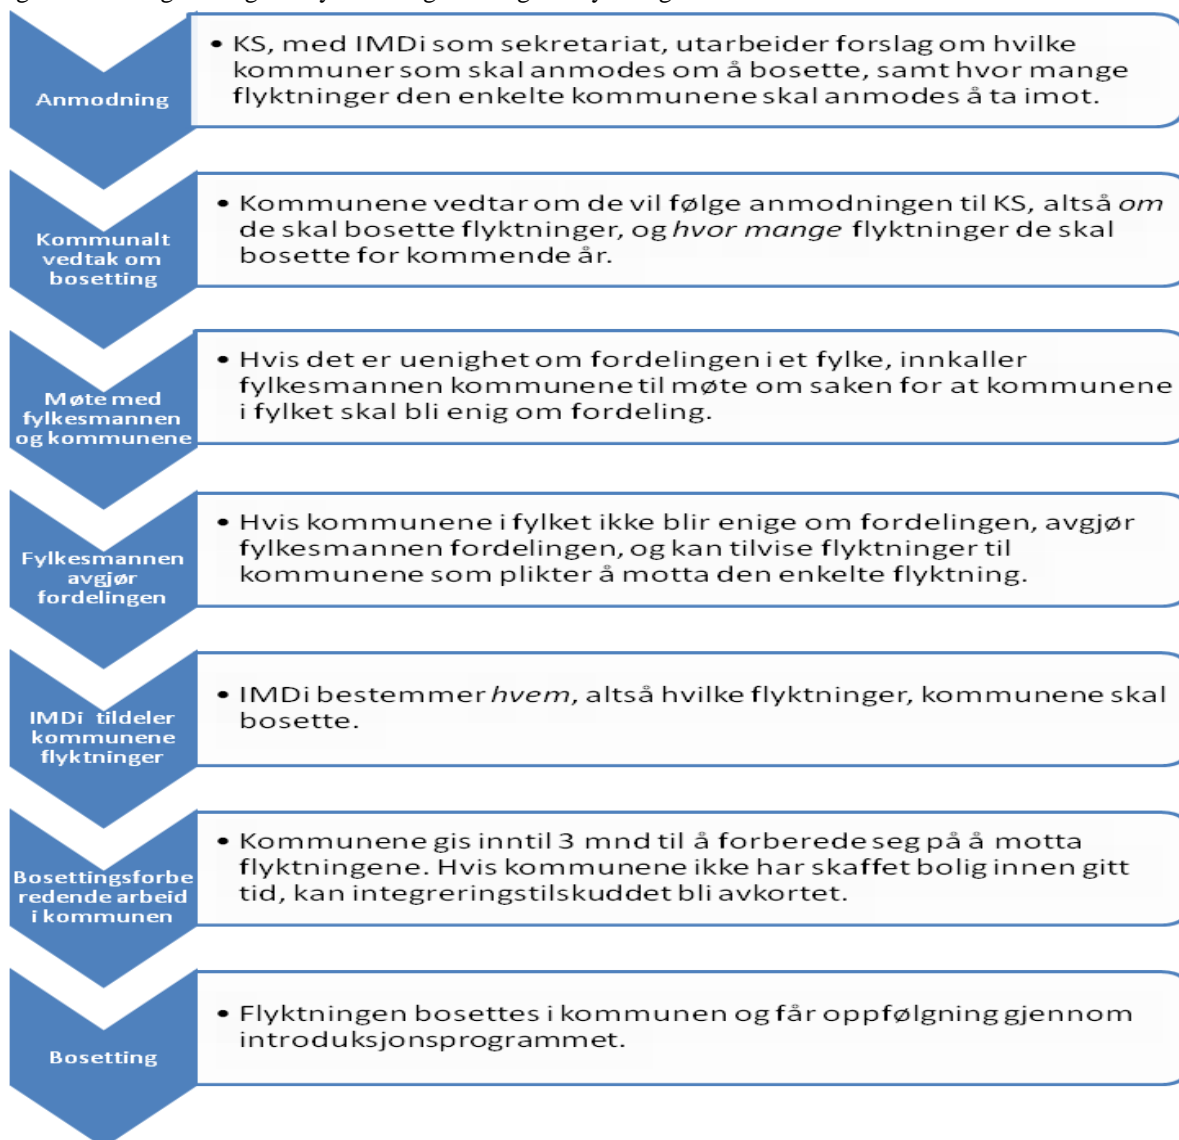 Anmodning
• KS, med IMDi som sekretariat, utarbeider forslag om hvilke
kommuner som skal anmodes om å bosette, samt hvor mange
flyktninger den enkelte kommunene skal anmodes å ta imot.
Kommunalt
vedtak om
bosetting
• Kommunene vedtar om de vil følge anmodningen til KS, altså om
de skal bosette flyktninger, og hvor mange flyktninger de skal
bosette for kommende år.
Møte med
fylkesmannen
og kommunene
• Hvis det er uenighet om fordelingen i et fylke, innkaller
fylkesmannen kommunene til møte om saken for at kommunene
i fylket skal bli enig om fordeling.
Fylkesmannen
avgjør
fordelingen
• Hvis kommunene i fylket ikke blir enige om fordelingen, avgjør
fylkesmannen fordelingen, og kan tilvise flyktninger til
kommunene som plikter å motta den enkelte flyktning.
IMDi tildeler
kommunene
flyktninger
• IMDi bestemmer hvem, altså hvilke flyktninger, kommunene skal
bosette.
Bosettingsforbe
redende arbeid
i kommunen
• Kommunene gis inntil 3 mnd til å forberede seg på å motta
flyktningene. Hvis kommunene ikke har skaffet bolig innen gitt
tid, kan integreringstilskuddet bli avkortet.
Bosetting
• Flyktningen bosettes i kommunen og får oppfølgning gjennom
introduksjonsprogrammet.